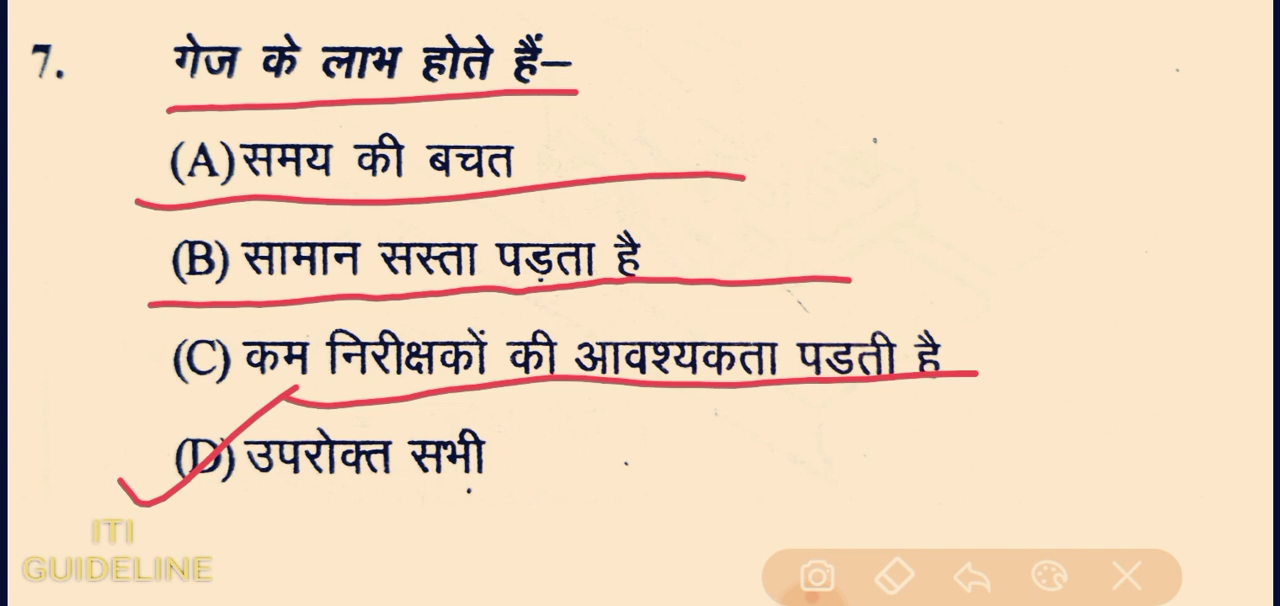 7. गेज के लाभ होते हैं–
(A) समय की बचत
(B) सामान सस्ता पड़ता है
(C) कम निरीक्षकों की आवश्यकता पडती है
(D) उपरोक्त सभी
ITI
GUIDELINE